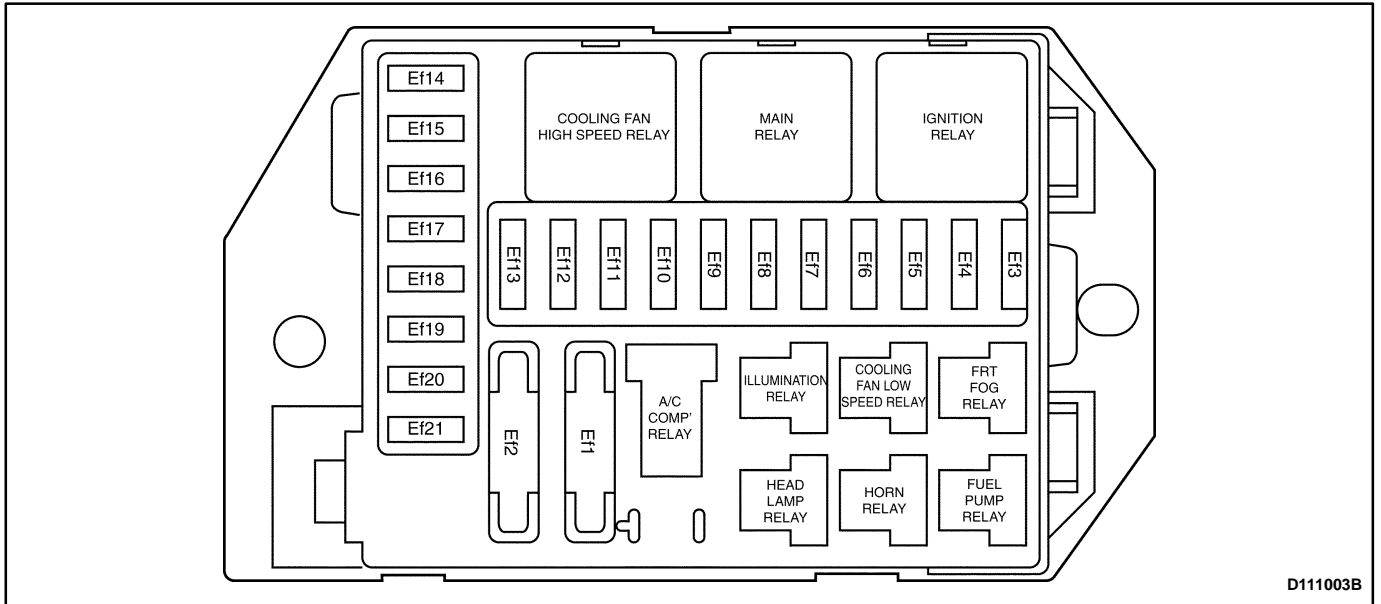 Ef14
Ef15
Ef16
Ef17
Ef18
Ef19
Ef20
Ef21
COOLING FAN
HIGH SPEED RELAY
MAIN
RELAY
IGNITION
RELAY
Ef13
Ef12
Ef11
Ef10
Ef9
Ef8
Ef7
Ef6
Ef5
Ef4
Ef3
Ef2
Ef1
A/C
COMP'
RELAY
ILLUMINATION
RELAY
COOLING
FAN LOW
SPEED RELAY
FRT
FOG
RELAY
HEAD
LAMP
RELAY
HORN
RELAY
FUEL
PUMP
RELAY
D111003B